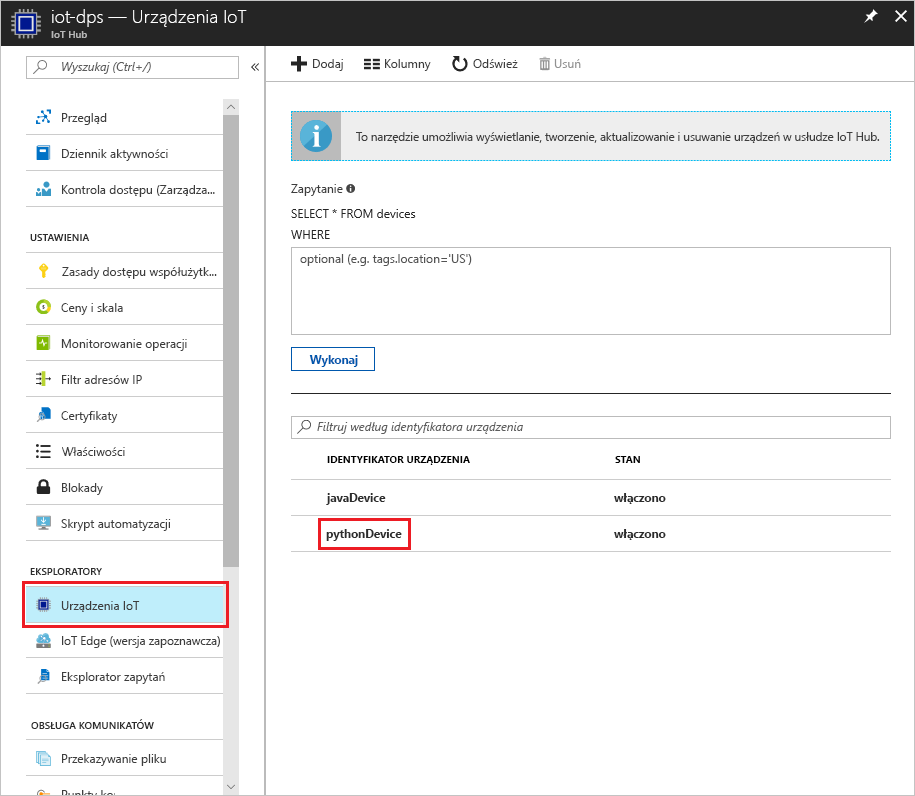 iot-dps — Urządzenia IoT
IoT Hub
Wyszukaj (Ctrl+/)
«
Przegląd
Dziennik aktywności
Kontrola dostępu (Zarządza...
USTAWIENIA
Zasady dostępu współużytk...
Ceny i skala
Monitorowanie operacji
Filtr adresów IP
Certyfikaty
Właściwości
Blokady
Skrypt automatyzacji
EKSPLORATORY
Urządzenia IoT
IoT Edge (wersja zapoznawcza)
Eksplorator zapytań
OBSŁUGA KOMUNIKATÓW
Przekazywanie pliku
Dodaj Kolumny Odśwież Usuń
To narzędzie umożliwia wyświetlanie, tworzenie, aktualizowanie i usuwanie urządzeń w usłudze IoT Hub.
Zapytanie
SELECT * FROM devices
WHERE
optional (e.g. tags.location='US')
Wykonaj
Filtruj według identyfikatora urządzenia
IDENTYFIKATOR URZĄDZENIA STAN
javaDevice włączono
pythonDevice włączono